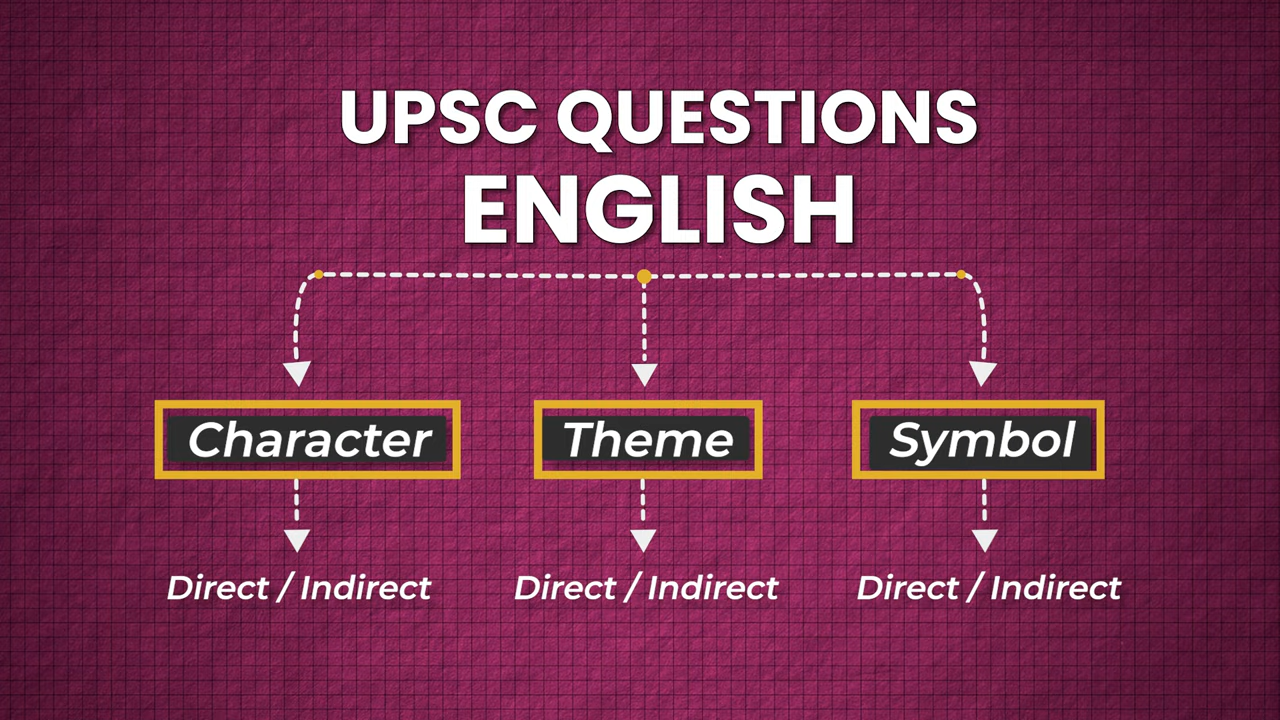 UPSC QUESTIONS
ENGLISH
Character
Theme
Symbol
Direct / Indirect
Direct / Indirect
Direct / Indirect